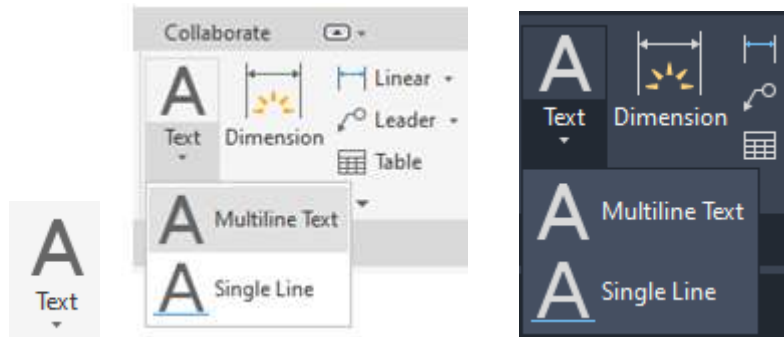 Text
Collaborate
Text
Dimension
Linear
Leader
Table
Multiline Text
Single Line
Text
Dimension
Multiline Text
Single Line